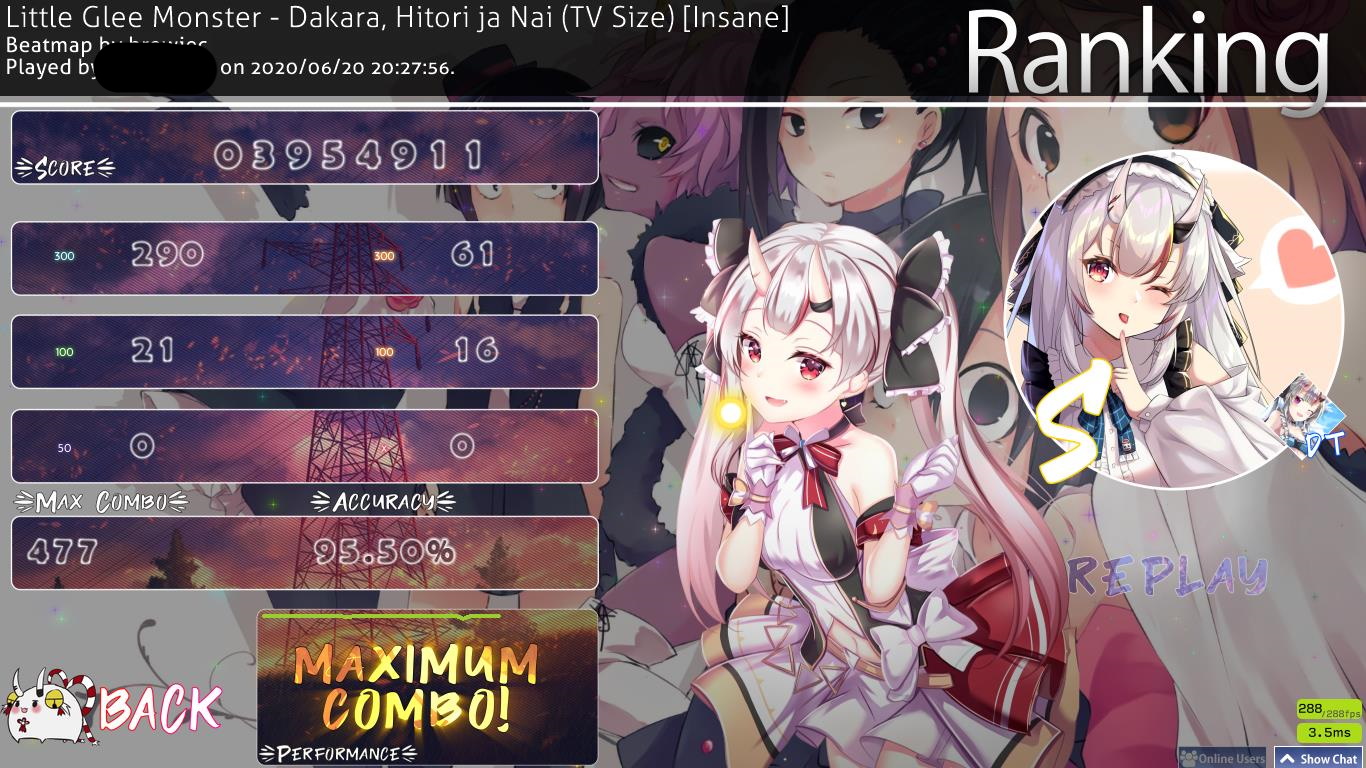 Little Glee Monster - Dakara, Hitori ja Nai (TV Size) [Insane]
Ranking
Beatmap by
Played by on 2020/06/20 20:27:56.
SCORE 03954911
300 290 300 61
100 21 100 16
50 0 0
MAX COMBO ACCURACY
477 95.50%
S
DT
REPLAY
BACK
MAXIMUM
COMBO!
PERFORMANCE
288/288fps
3.5ms
Online Users Show Chat